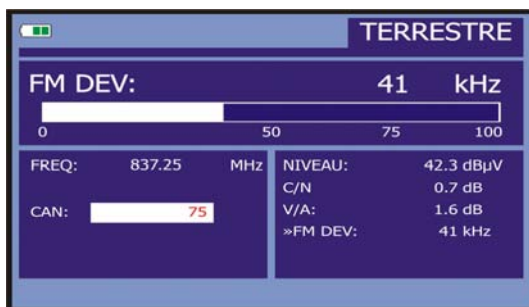 TERRESTRE
FM DEV: 41 kHz
0 50 75 100
FREQ: 837.25 MHz
CAN: 75
NIVEAU: 42.3 dBµV
C/N 0.7 dB
V/A: 1.6 dB
»FM DEV: 41 kHz